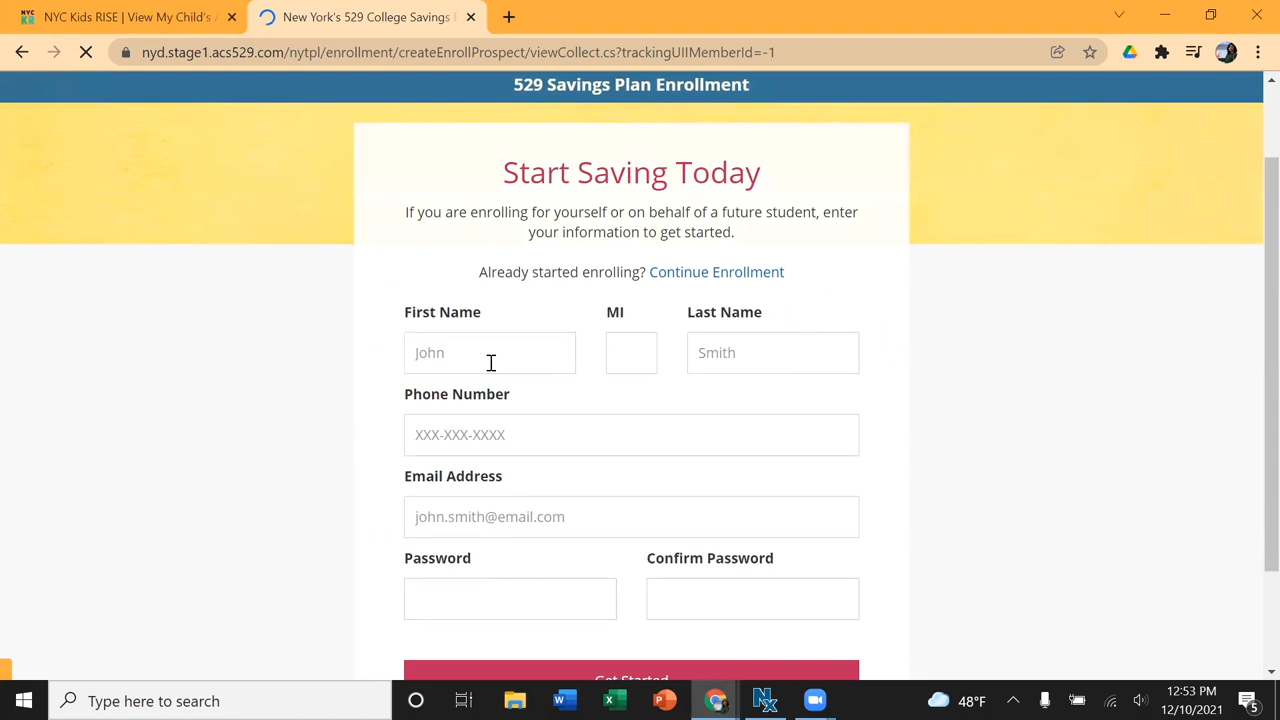 NYC Kids RISE | View My Child's
New York's 529 College Savings
nyd.stage1.acs529.com/nytpl/enrollment/createEnrollProspect/viewCollect.cs?trackingUIIMemberId=-1
529 Savings Plan Enrollment
Start Saving Today
If you are enrolling for yourself or on behalf of a future student, enter
your information to get started.
Already started enrolling? Continue Enrollment
First Name MI Last Name
John Smith
Phone Number
XXX-XXX-XXXX
Email Address
john.smith@email.com
Password Confirm Password
Get Started
Type here to search
48°F
12:53 PM
12/10/2021
5